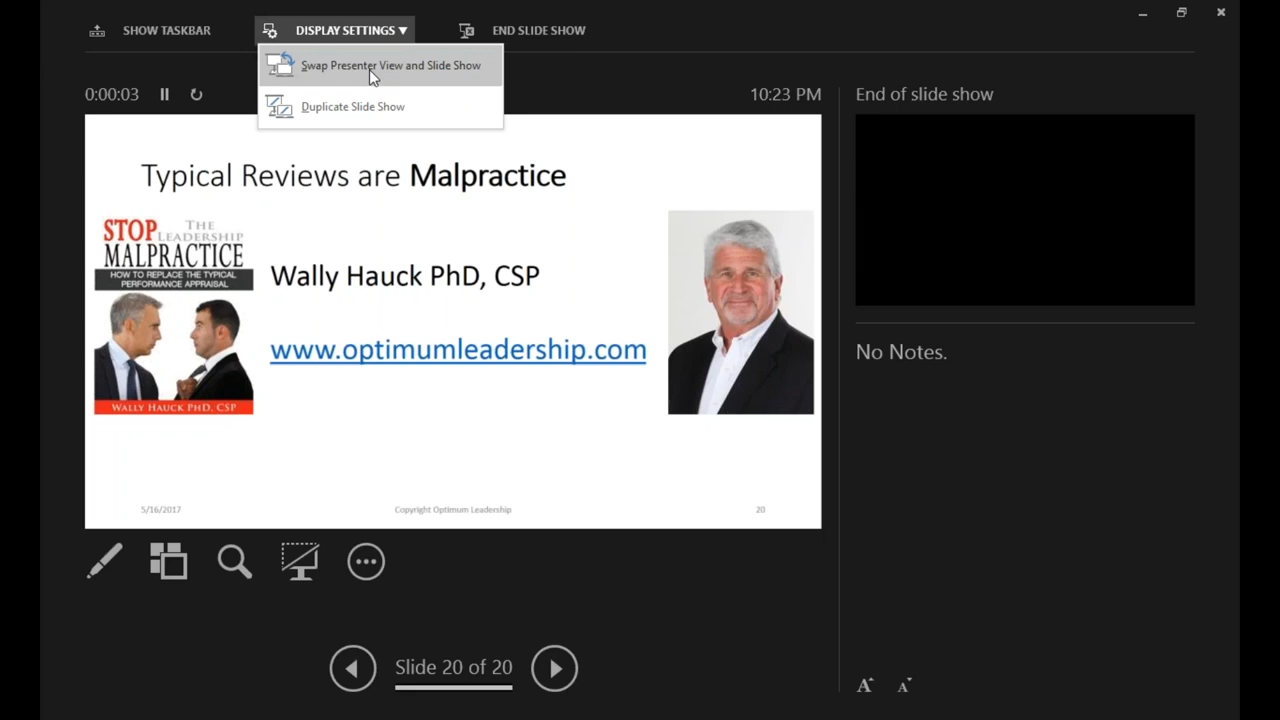 SHOW TASKBAR
DISPLAY SETTINGS ▼
END SLIDE SHOW
Swap Presenter View and Slide Show
Duplicate Slide Show
0:00:03
10:23 PM
End of slide show
Typical Reviews are Malpractice
STOP THE
LEADERSHIP
MALPRACTICE
HOW TO REPLACE THE TYPICAL
PERFORMANCE APPRAISAL
WALLY HAUCK PHD, CSP
Wally Hauck PhD, CSP
www.optimumleadership.com
5/16/2017
Copyright Optimum Leadership
20
No Notes.
Slide 20 of 20
A
A